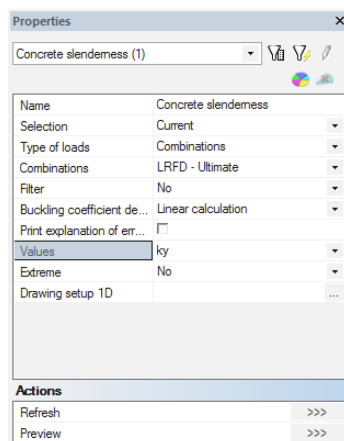 Properties
Concrete slenderness (1)
Name Concrete slenderness
Selection Current
Type of loads Combinations
Combinations LRFD - Ultimate
Filter No
Buckling coefficient de... Linear calculation
Print explanation of err...
Values ky
Extreme No
Drawing setup 1D ...
Actions
Refresh >>>
Preview >>>